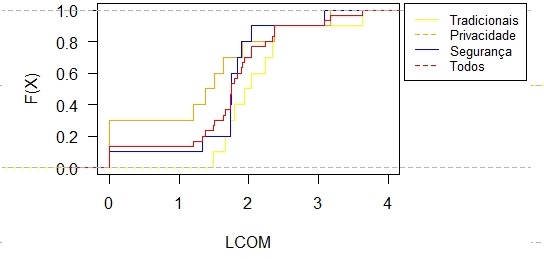 1.0
0.8
0.6
0.4
0.2
0.0
F(X)
0 1 2 3 4
LCOM
Tradicionais
Privacidade
Segurança
Todos